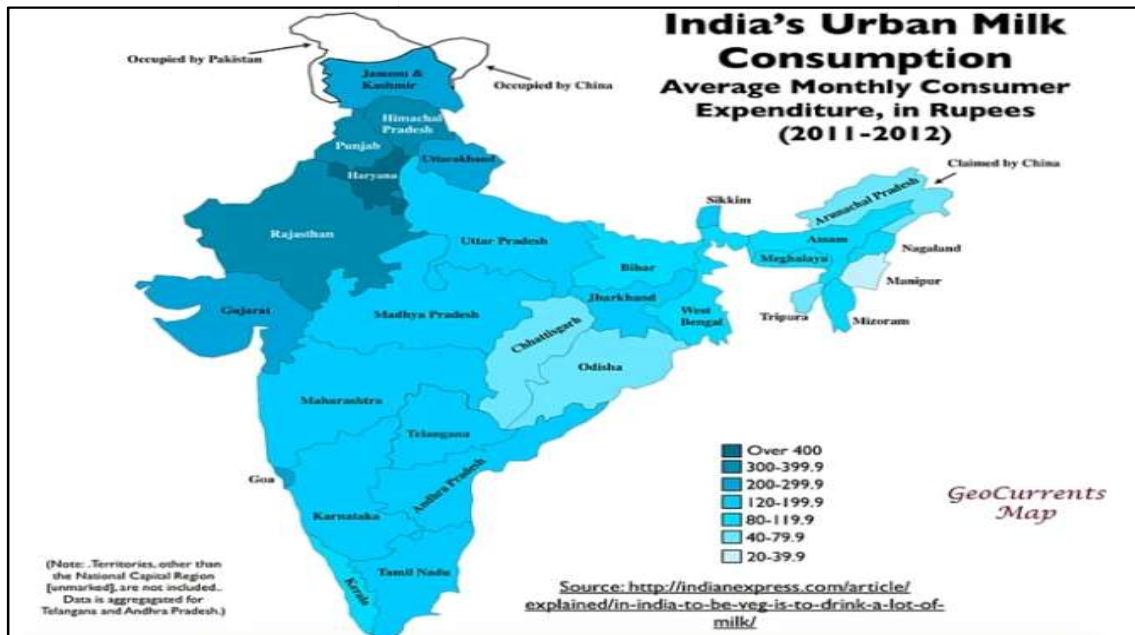 India's Urban Milk
Consumption
Average Monthly Consumer
Expenditure, in Rupees
(2011-2012)
Occupied by Pakistan
Occupied by China
Jammu &
Kashmir
Himachal
Pradesh
Punjab
Uttarakhand
Haryana
Claimed by China
Arunachal Pradesh
Sikkim
Rajasthan
Uttar Pradesh
Assam
Nagaland
Meghalaya
Bihar
Manipur
Gujarat
Madhya Pradesh
Jharkhand
West
Bengal
Tripura
Mizoram
Chhattisgarh
Odisha
Maharashtra
Telangana
Goa
Andhra Pradesh
Karnataka
Kerala
Tamil Nadu
Over 400
300-399.9
200-299.9
120-199.9
80-119.9
40-79.9
20-39.9
GeoCurrents
Map
(Note: .Territories, other than
the National Capital Region
[unmarked], are not included..
Data is aggregated for
Telangana and Andhra Pradesh.)
Source: http://indianexpress.com/article/
explained/in-india-to-be-veg-is-to-drink-a-lot-of-
milk/